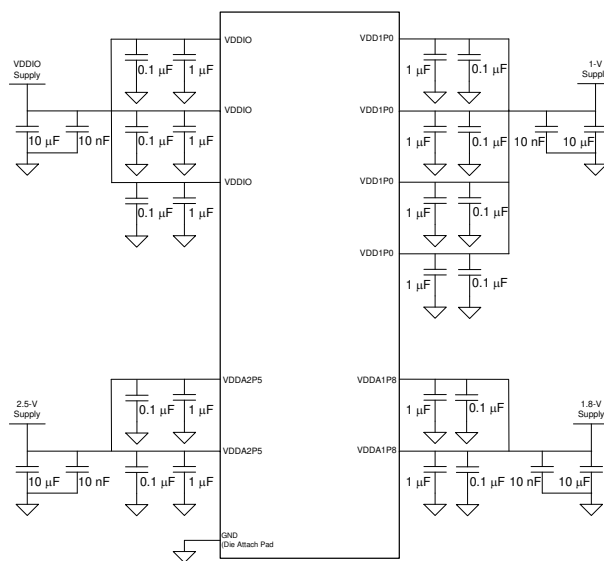 VDDIO
Supply
10 µF
10 nF
VDDIO
0.1 µF
1 µF
VDDIO
0.1 µF
1 µF
VDDIO
0.1 µF
1 µF
VDD1P0
1 µF
0.1 µF
VDD1P0
1 µF
0.1 µF
VDD1P0
1 µF
0.1 µF
VDD1P0
1 µF
0.1 µF
1-V
Supply
10 nF
10 µF
2.5-V
Supply
10 µF
10 nF
VDDA2P5
0.1 µF
1 µF
VDDA2P5
0.1 µF
1 µF
VDDA1P8
1 µF
0.1 µF
VDDA1P8
1 µF
0.1 µF
1.8-V
Supply
10 nF
10 µF
GND
(Die Attach Pad